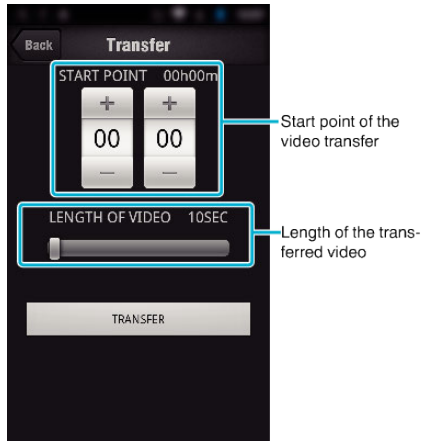 Back
Transfer
START POINT 00h00m
+ +
00 00
— —
Start point of the
video transfer
LENGTH OF VIDEO 10SEC
Length of the trans-
ferred video
TRANSFER